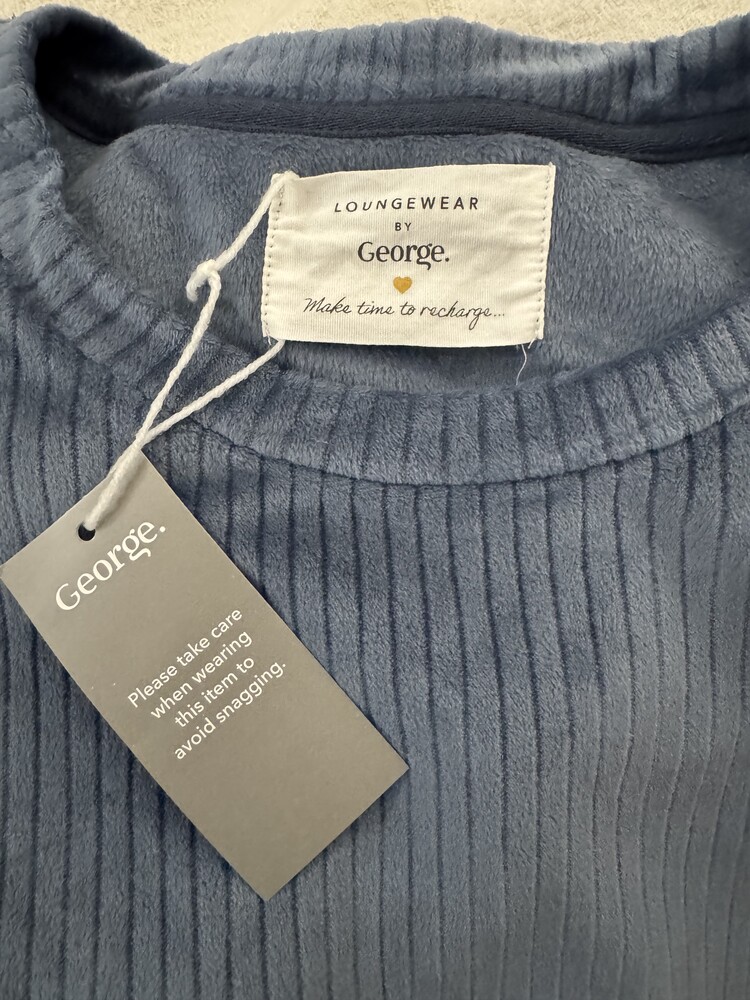 LOUNGEWEAR
BY
George.
Make time to recharge...
George.
Please take care
when wearing
this item to
avoid snagging.